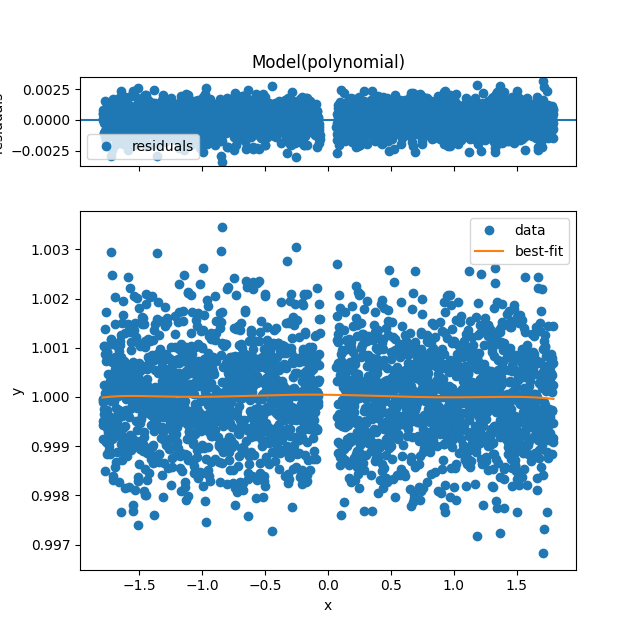 Model(polynomial)
0.0025
0.0000
−0.0025
residuals
residuals
data
best-fit
1.003
1.002
1.001
1.000
0.999
0.998
0.997
y
−1.5 −1.0 −0.5 0.0 0.5 1.0 1.5
x